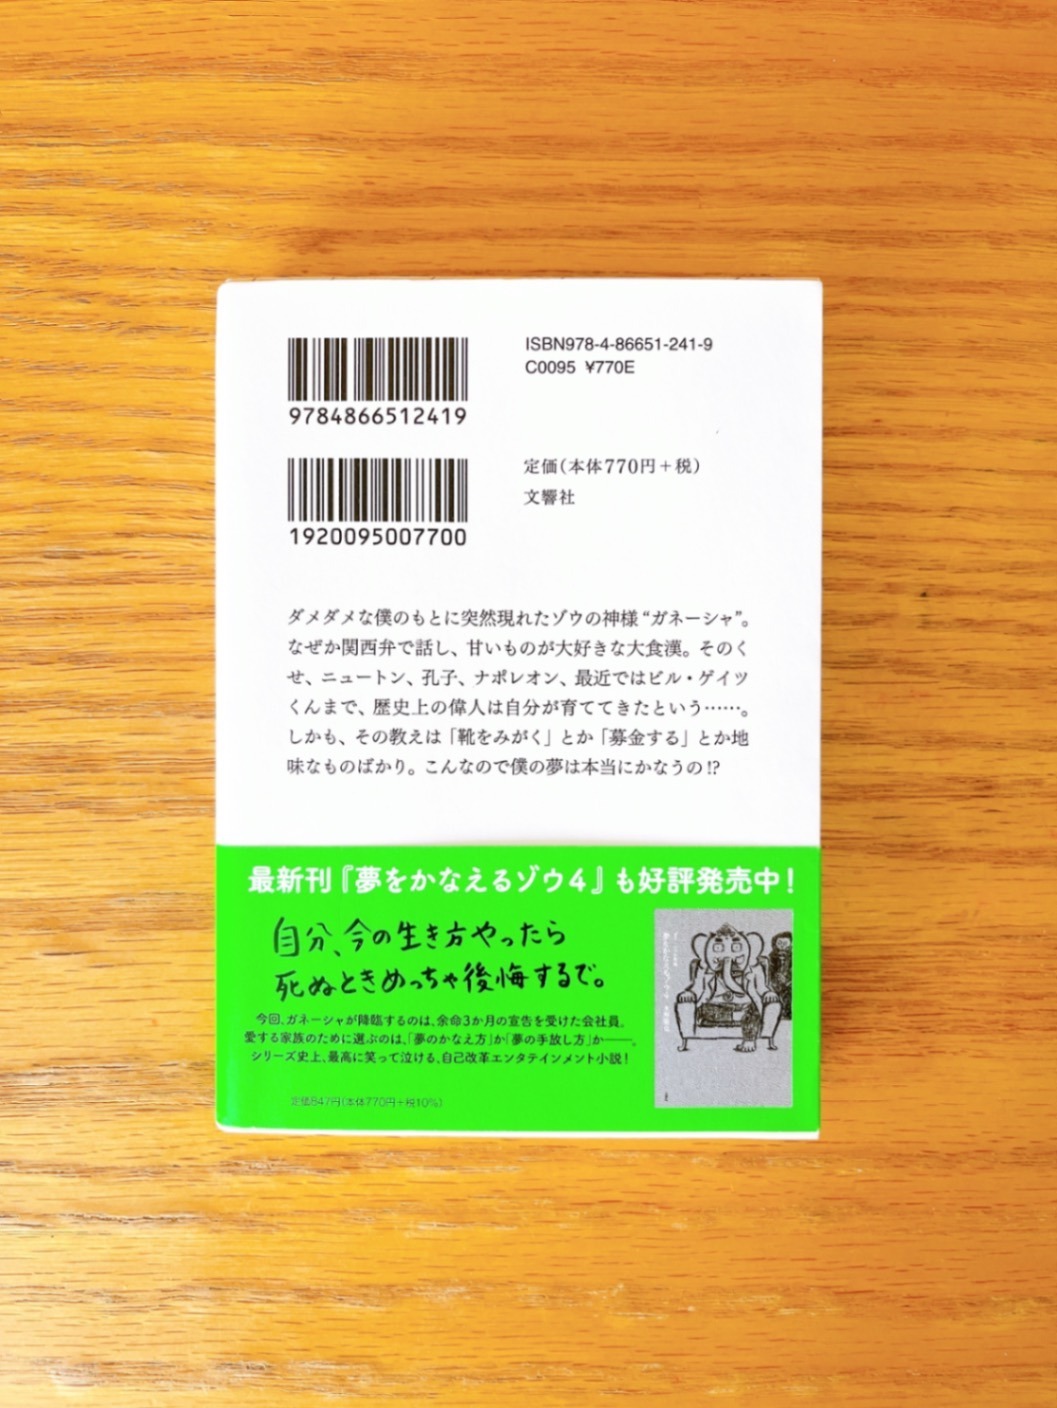 9784866512419
ISBN978-4-86651-241-9
C0095 ¥770E
1920095007700
定価(本体770円+税)
文響社
ダメダメな僕のもとに突然現れたゾウの神様“ガネーシャ”。
なぜか関西弁で話し、甘いものが大好きな大食漢。そのく
せ、ニュートン、孔子、ナポレオン、最近ではビル・ゲイツ
くんまで、歴史上の偉人は自分が育ててきたという……。
しかも、その教えは「靴をみがく」とか「募金する」とか地
味なものばかり。こんなので僕の夢は本当にかなうの!?
最新刊『夢をかなえるゾウ4』も好評発売中!
自分、今の生き方やったら
死ぬときめっちゃ後悔するで。
今回、ガネーシャが降臨するのは、余命3か月の宣告を受けた会社員。
愛する家族のために選ぶのは、「夢のかなえ方」か「夢の手放し方」か――。
シリーズ史上、最高に笑って泣ける、自己改革エンタテインメント小説!
定価847円(本体770円+税10%)